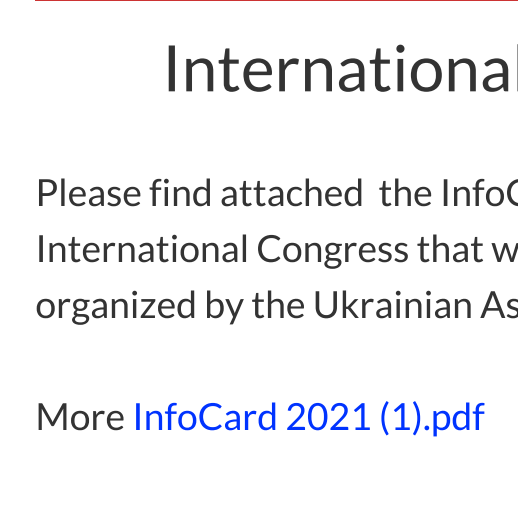 International
Please find attached  the InfoC
International Congress that w
organized by the Ukrainian As
More InfoCard 2021 (1).pdf